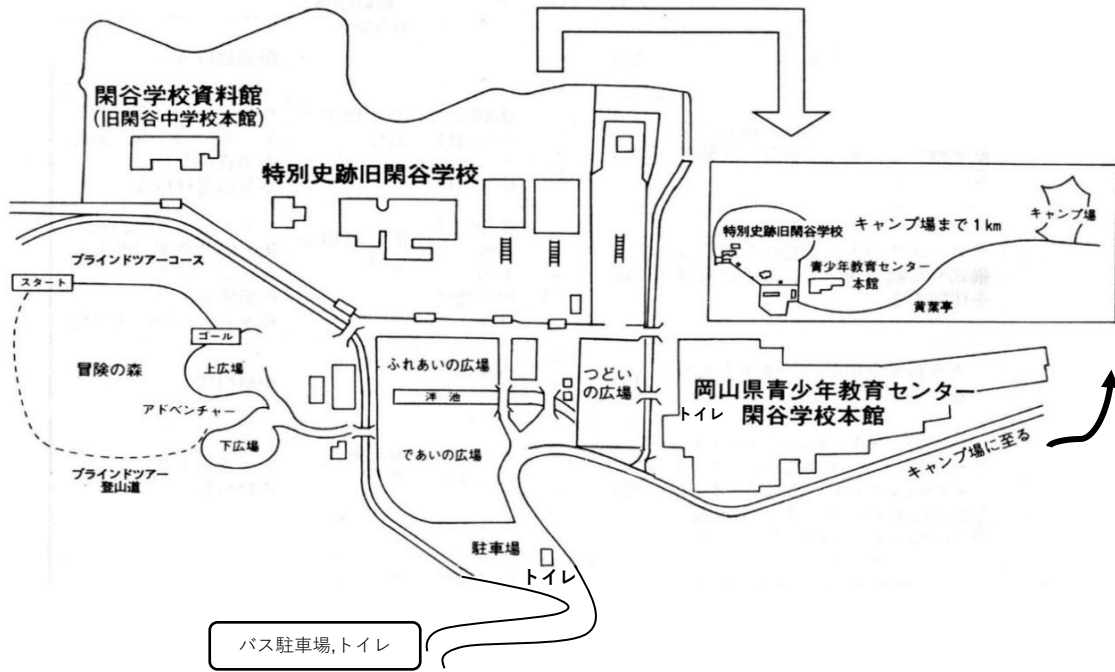 閑谷学校資料館
(旧閑谷中学校本館)
特別史跡旧閑谷学校
ブラインドツアーコース
スタート
ゴール
冒険の森
上広場
アドベンチャー
下広場
ブラインドツアー
登山道
ふれあいの広場
泮池
であいの広場
つどい
の広場
駐車場
トイレ
バス駐車場,トイレ
岡山県青少年教育センター
トイレ
閑谷学校本館
キャンプ場に至る
特別史跡旧閑谷学校
キャンプ場まで1km
キャンプ場
青少年教育センター
本館
黄葉亭